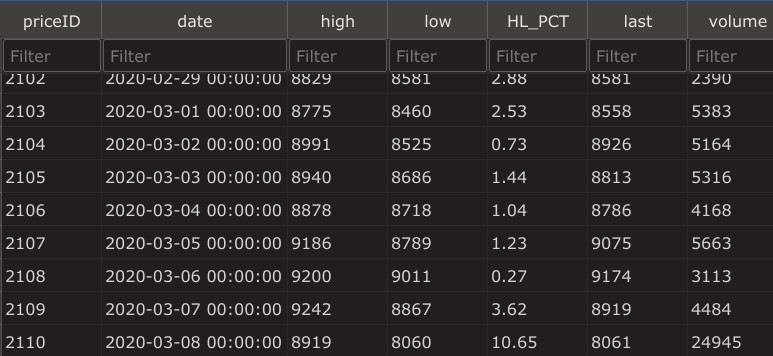 priceID date high low HL_PCT last volume
Filter Filter Filter Filter Filter Filter Filter
2102 2020-02-29 00:00:00 8829 8581 2.88 8581 2390
2103 2020-03-01 00:00:00 8775 8460 2.53 8558 5383
2104 2020-03-02 00:00:00 8991 8525 0.73 8926 5164
2105 2020-03-03 00:00:00 8940 8686 1.44 8813 5316
2106 2020-03-04 00:00:00 8878 8718 1.04 8786 4168
2107 2020-03-05 00:00:00 9186 8789 1.23 9075 5663
2108 2020-03-06 00:00:00 9200 9011 0.27 9174 3113
2109 2020-03-07 00:00:00 9242 8867 3.62 8919 4484
2110 2020-03-08 00:00:00 8919 8060 10.65 8061 24945